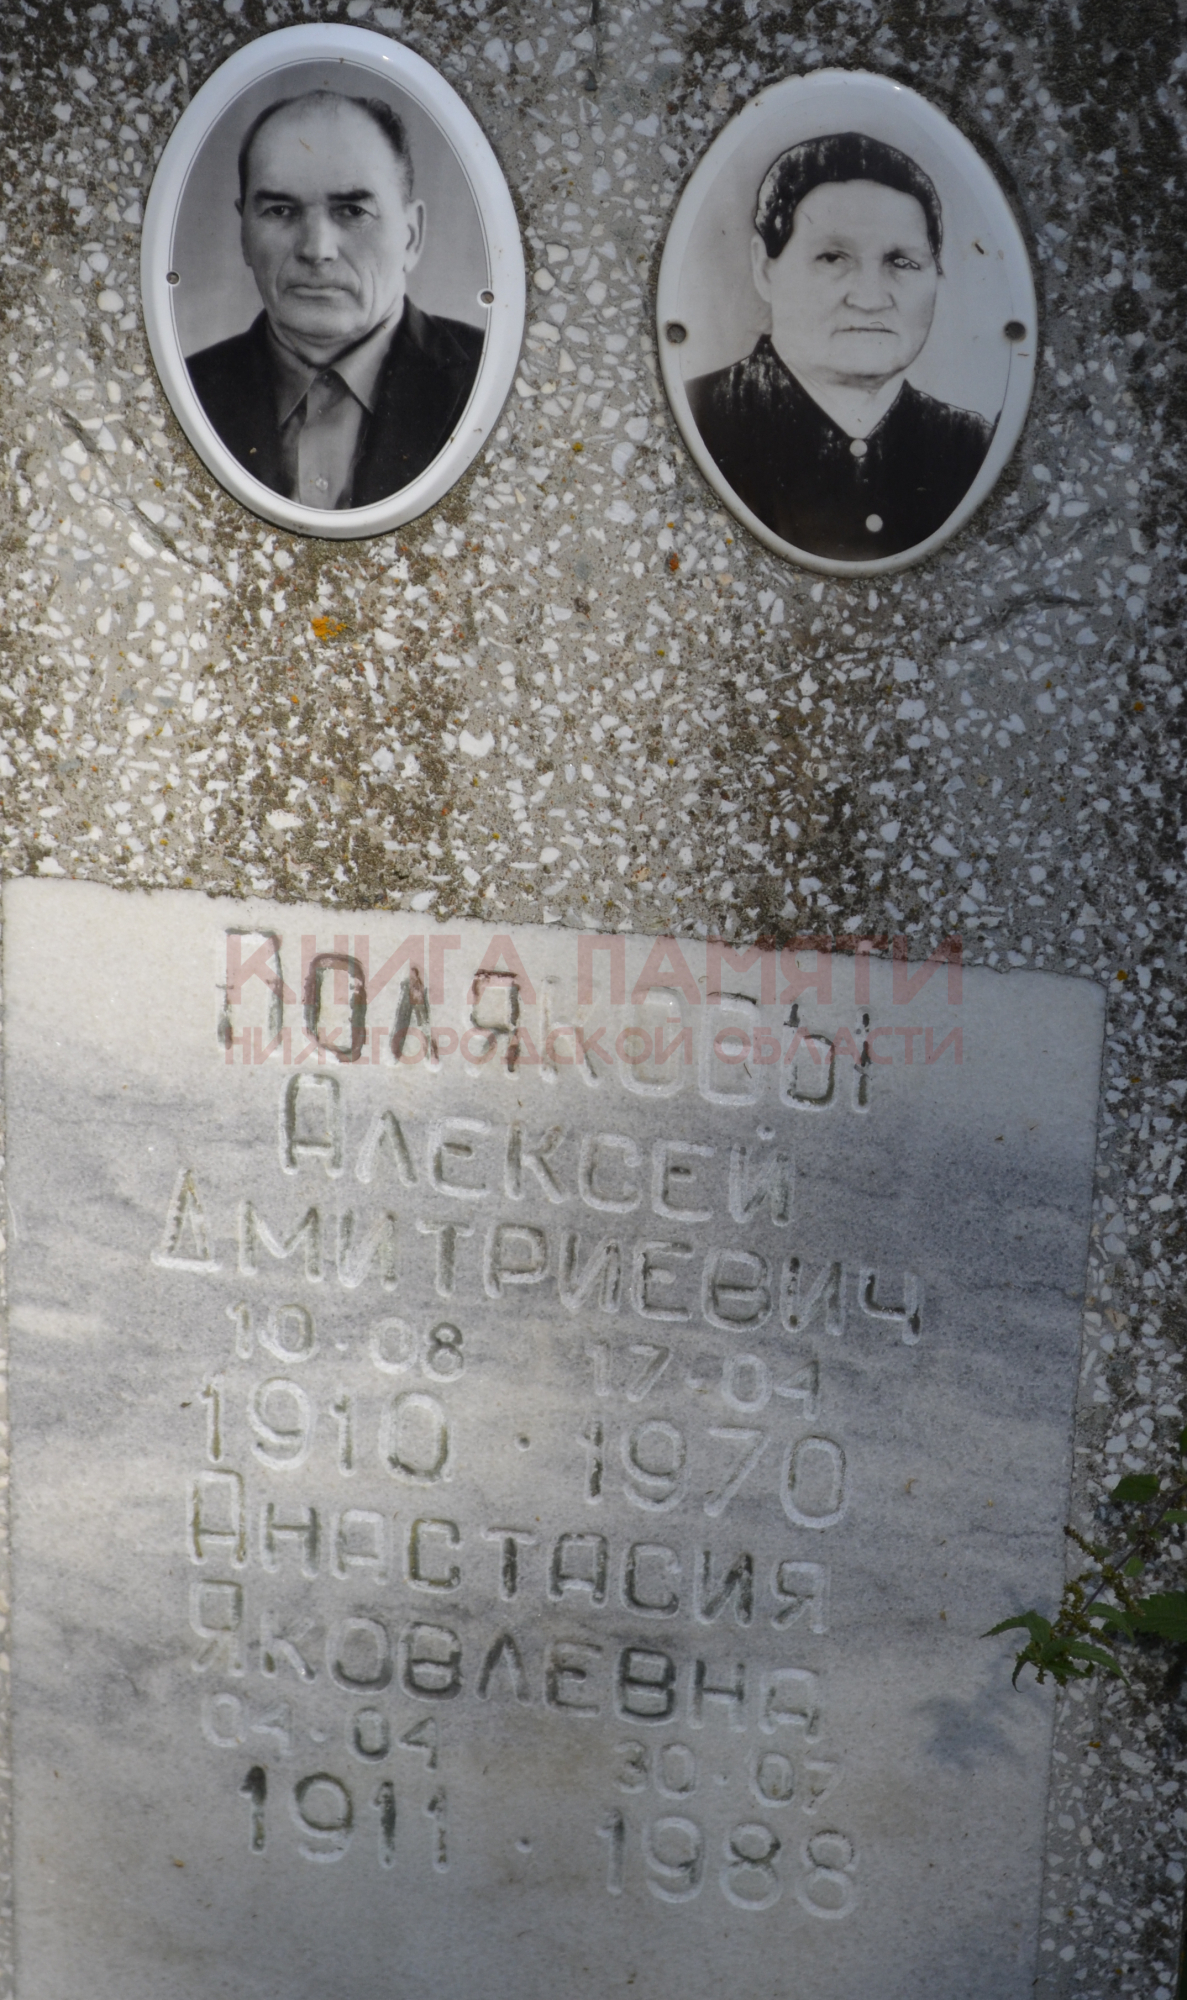 КНИГА ПАМЯТИ
НИЖЕГОРОДСКОЙ ОБЛАСТИ
ПОЛЯКОВЫ
АЛЕКСЕЙ
ДМИТРИЕВИЧ
10·08 17·04
1910·1970
АНАСТАСИЯ
ЯКОВЛЕВНА
04·04 30·07
1911·1988